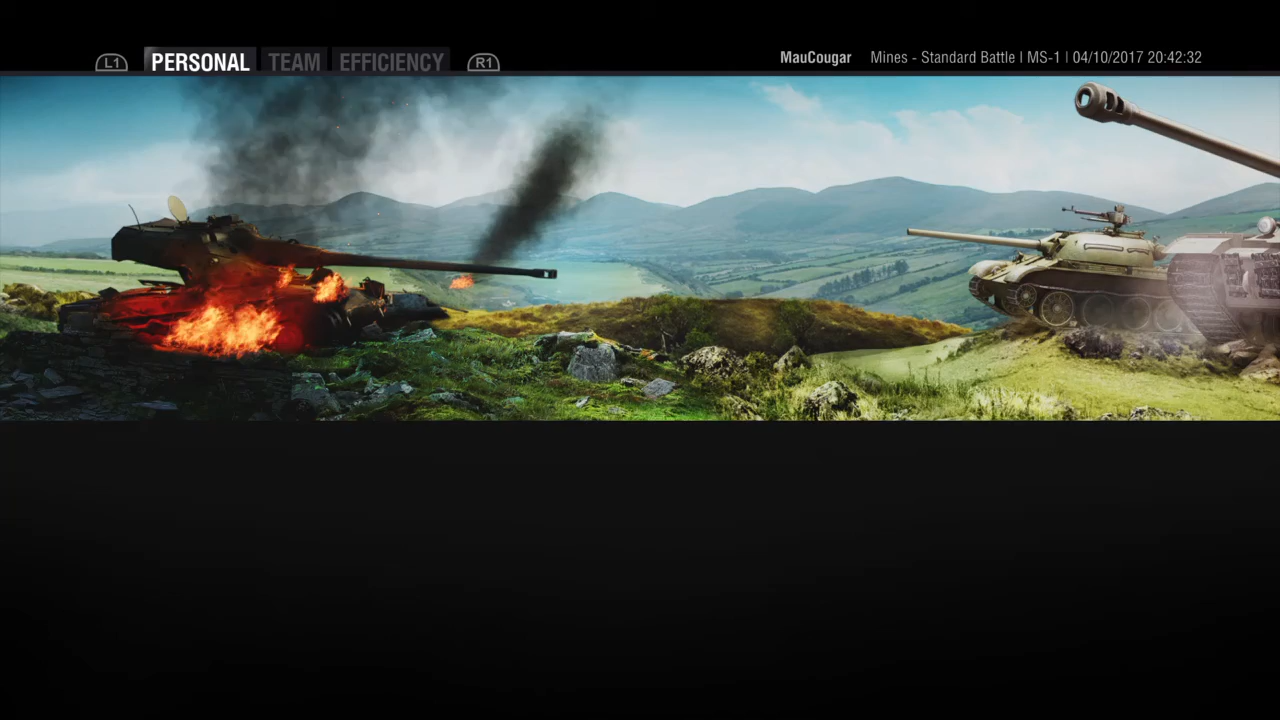 L1 PERSONAL TEAM EFFICIENCY R1 MauCougar Mines - Standard Battle | MS-1 | 04/10/2017 20:42:32